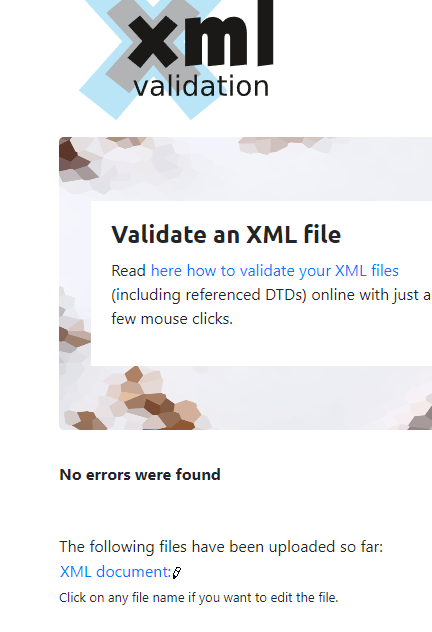 xml
validation
Validate an XML file
Read here how to validate your XML files
(including referenced DTDs) online with just a
few mouse clicks.
No errors were found
The following files have been uploaded so far:
XML document:
Click on any file name if you want to edit the file.